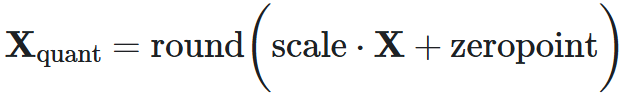 X_quant = round(scale · X + zeropoint)